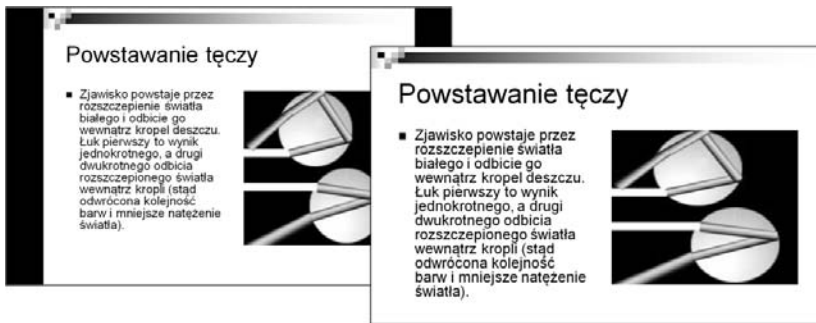 Powstawanie tęczy
■ Zjawisko powstaje przez
rozszczepienie światła
białego i odbicie go
wewnątrz kropel deszczu.
Łuk pierwszy to wynik
jednokrotnego, a drugi
dwukrotnego odbicia
rozszczepionego światła
wewnątrz kropli (stąd
odwrócona kolejność
barw i mniejsze natężenie
światła).
Powstawanie tęczy
■ Zjawisko powstaje przez
rozszczepienie światła
białego i odbicie go
wewnątrz kropel deszczu.
Łuk pierwszy to wynik
jednokrotnego, a drugi
dwukrotnego odbicia
rozszczepionego światła
wewnątrz kropli (stąd
odwrócona kolejność
barw i mniejsze natężenie
światła).